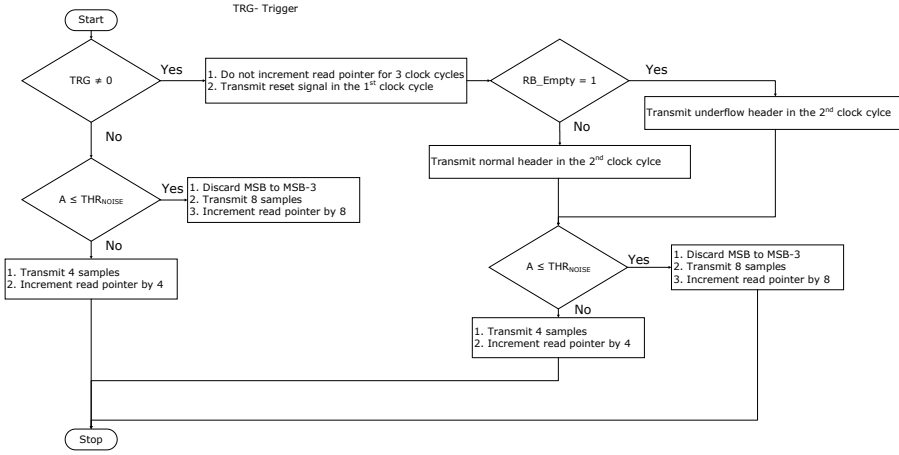 TRG- Trigger
Start
TRG ≠ 0
Yes
1. Do not increment read pointer for 3 clock cycles
2. Transmit reset signal in the 1st clock cycle
RB_Empty = 1
Yes
Transmit underflow header in the 2nd clock cylce
No
No
Transmit normal header in the 2nd clock cylce
A ≤ THRNOISE
Yes
1. Discard MSB to MSB-3
2. Transmit 8 samples
3. Increment read pointer by 8
No
1. Transmit 4 samples
2. Increment read pointer by 4
A ≤ THRNOISE
Yes
1. Discard MSB to MSB-3
2. Transmit 8 samples
3. Increment read pointer by 8
No
1. Transmit 4 samples
2. Increment read pointer by 4
Stop